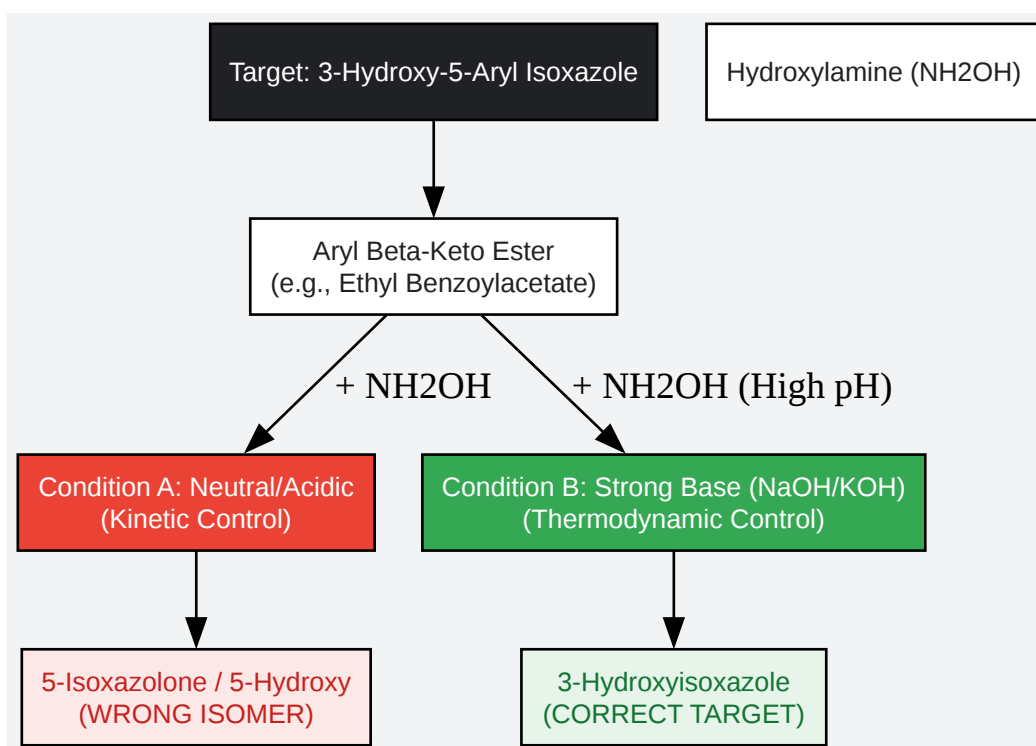 Target: 3-Hydroxy-5-Aryl Isoxazole
Hydroxylamine (NH2OH)
Aryl Beta-Keto Ester
(e.g., Ethyl Benzoylacetate)
+ NH2OH
+ NH2OH (High pH)
Condition A: Neutral/Acidic
(Kinetic Control)
Condition B: Strong Base (NaOH/KOH)
(Thermodynamic Control)
5-Isoxazolone / 5-Hydroxy
(WRONG ISOMER)
3-Hydroxyisoxazole
(CORRECT TARGET)